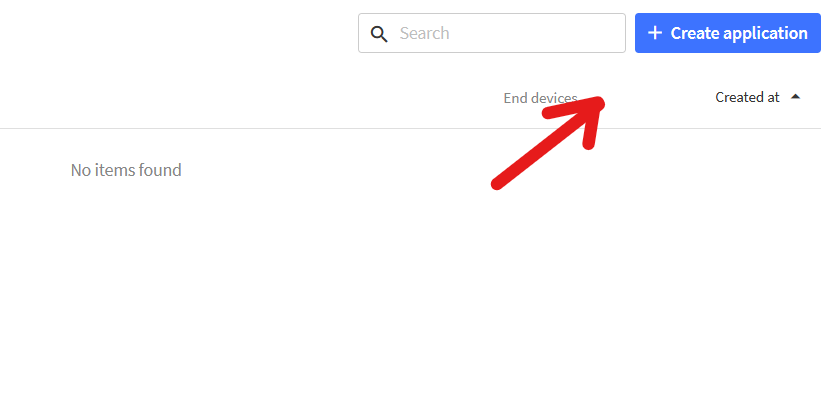 Search
Create application
End devices
Created at
No items found